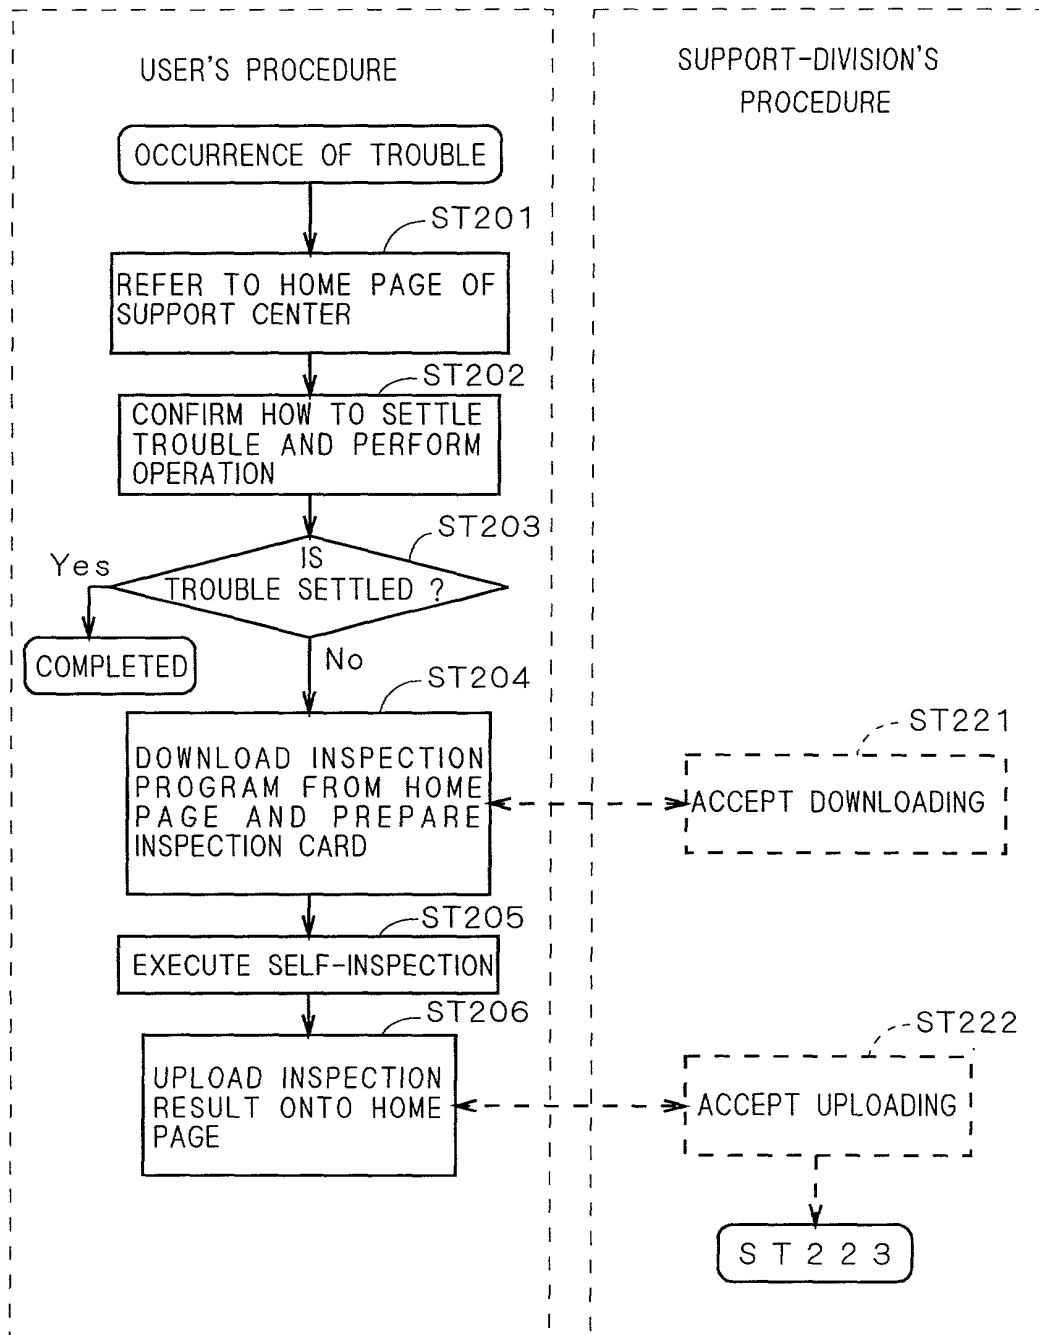 USER'S PROCEDURE
OCCURRENCE OF TROUBLE
ST201
REFER TO HOME PAGE OF
SUPPORT CENTER
ST202
CONFIRM HOW TO SETTLE
TROUBLE AND PERFORM
OPERATION
ST203
IS
TROUBLE SETTLED ?
Yes
COMPLETED
No
ST204
DOWNLOAD INSPECTION
PROGRAM FROM HOME
PAGE AND PREPARE
INSPECTION CARD
ST205
EXECUTE SELF-INSPECTION
ST206
UPLOAD INSPECTION
RESULT ONTO HOME
PAGE
SUPPORT-DIVISION'S
PROCEDURE
ST221
ACCEPT DOWNLOADING
ST222
ACCEPT UPLOADING
ST223